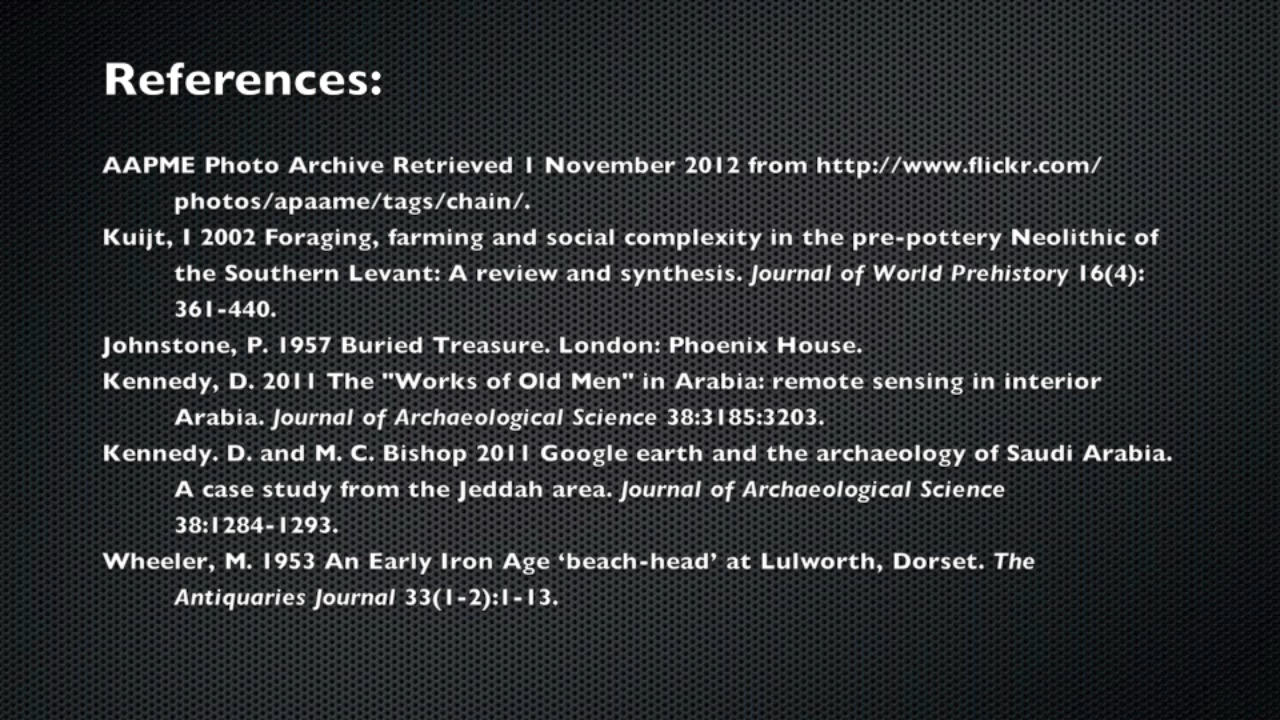 References:
AAPME Photo Archive Retrieved 1 November 2012 from http://www.flickr.com/
photos/apaame/tags/chain/.
Kuijt, I 2002 Foraging, farming and social complexity in the pre-pottery Neolithic of
the Southern Levant: A review and synthesis. Journal of World Prehistory 16(4):
361-440.
Johnstone, P. 1957 Buried Treasure. London: Phoenix House.
Kennedy, D. 2011 The "Works of Old Men" in Arabia: remote sensing in interior
Arabia. Journal of Archaeological Science 38:3185:3203.
Kennedy. D. and M. C. Bishop 2011 Google earth and the archaeology of Saudi Arabia.
A case study from the Jeddah area. Journal of Archaeological Science
38:1284-1293.
Wheeler, M. 1953 An Early Iron Age ‘beach-head’ at Lulworth, Dorset. The
Antiquaries Journal 33(1-2):1-13.